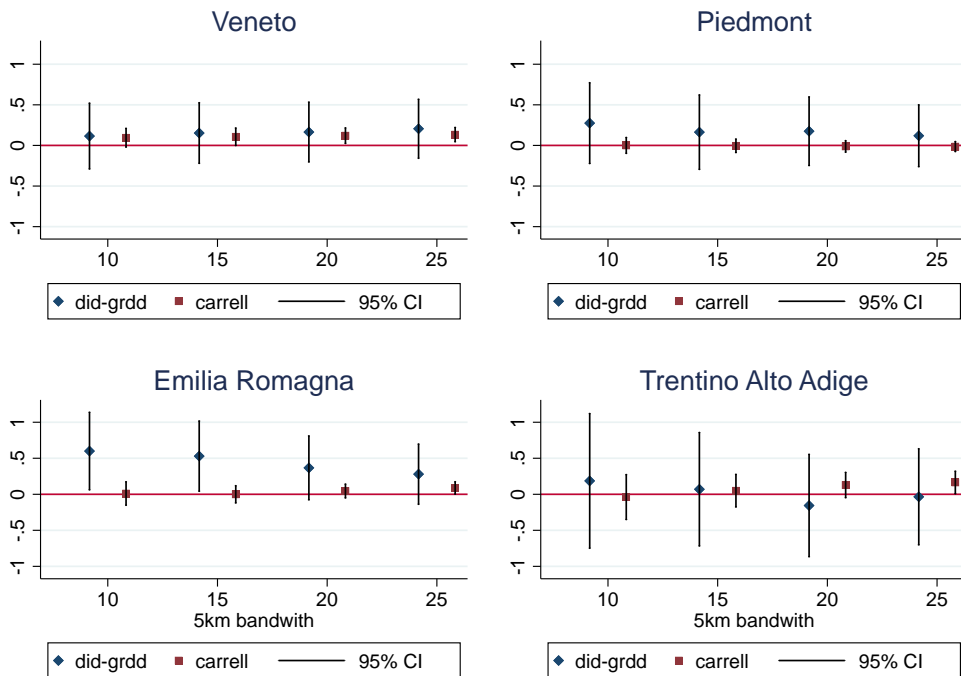 Veneto
1
.5
0
-.5
-1
10 15 20 25
did-grdd carrell 95% CI
Piedmont
1
.5
0
-.5
-1
10 15 20 25
did-grdd carrell 95% CI
Emilia Romagna
1
.5
0
-.5
-1
10 15 20 25
5km bandwith
did-grdd carrell 95% CI
Trentino Alto Adige
1
.5
0
-.5
-1
10 15 20 25
5km bandwith
did-grdd carrell 95% CI